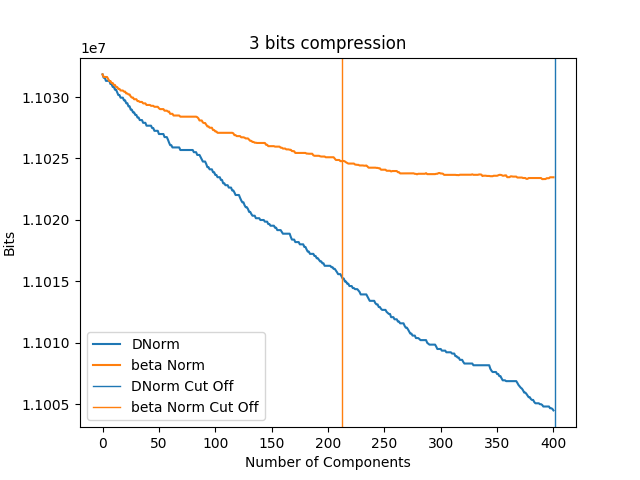 3 bits compression
1e7
1.1030
1.1025
1.1020
1.1015
1.1010
1.1005
Bits
DNorm
beta Norm
DNorm Cut Off
beta Norm Cut Off
0 50 100 150 200 250 300 350 400
Number of Components